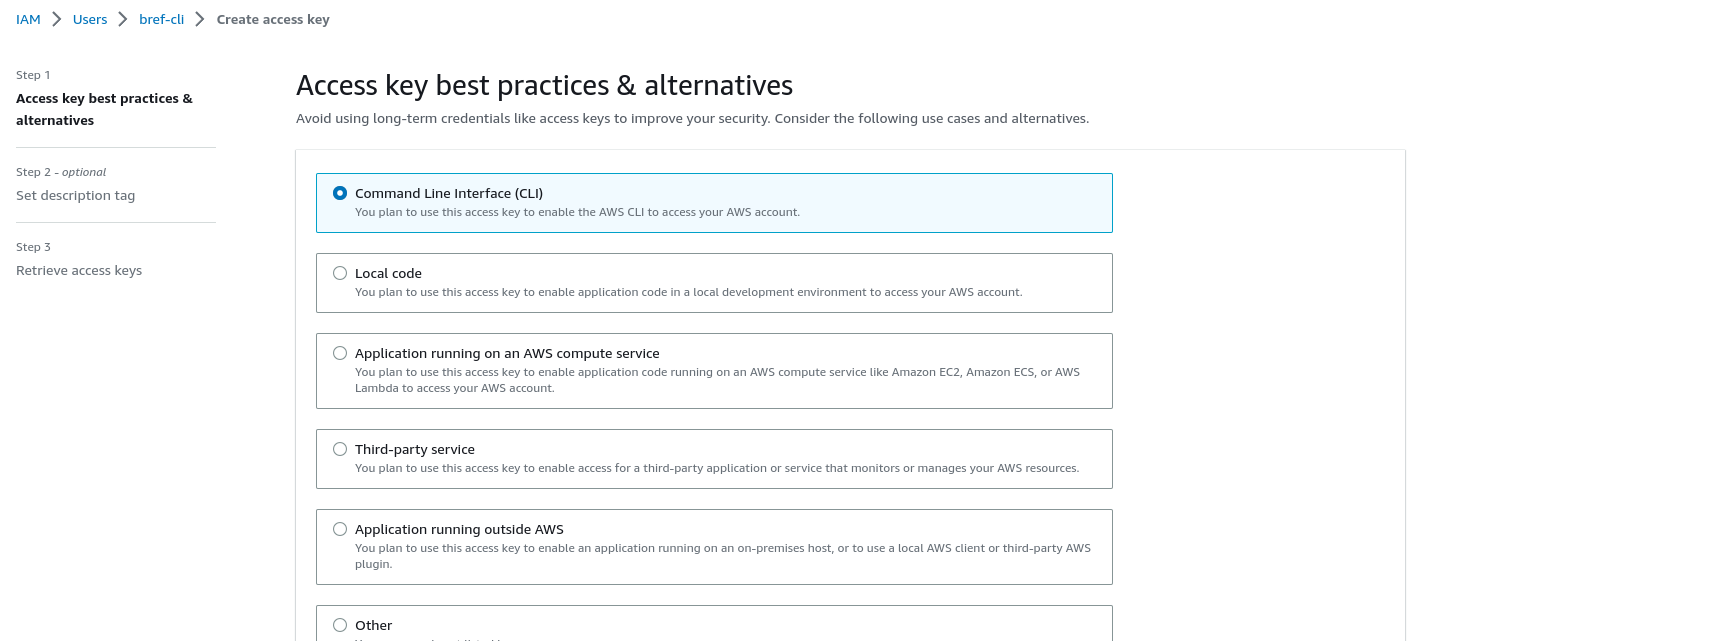 IAM > Users > bref-cli > Create access key
Step 1
Access key best practices &
alternatives
Step 2 - optional
Set description tag
Step 3
Retrieve access keys
Access key best practices & alternatives
Avoid using long-term credentials like access keys to improve your security. Consider the following use cases and alternatives.
Command Line Interface (CLI)
You plan to use this access key to enable the AWS CLI to access your AWS account.
Local code
You plan to use this access key to enable application code in a local development environment to access your AWS account.
Application running on an AWS compute service
You plan to use this access key to enable application code running on an AWS compute service like Amazon EC2, Amazon ECS, or AWS
Lambda to access your AWS account.
Third-party service
You plan to use this access key to enable access for a third-party application or service that monitors or manages your AWS resources.
Application running outside AWS
You plan to use this access key to enable an application running on an on-premises host, or to use a local AWS client or third-party AWS
plugin.
Other